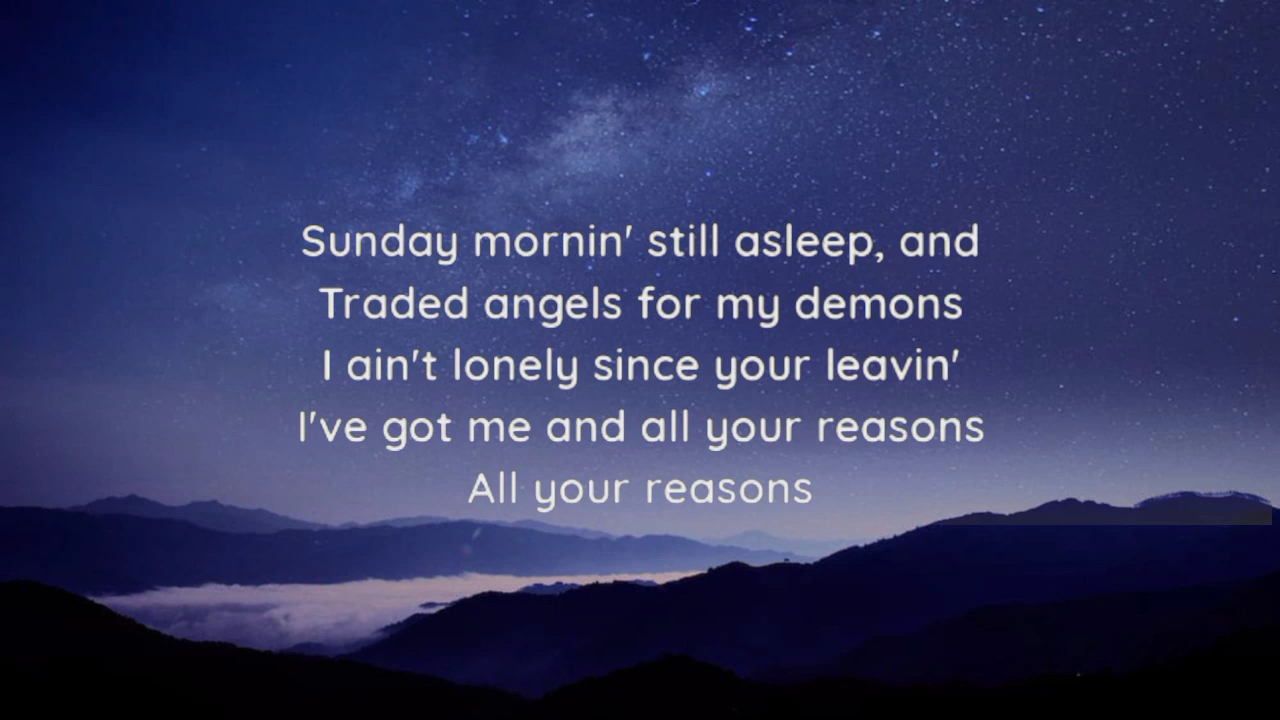 Sunday mornin' still asleep, and
Traded angels for my demons
I ain't lonely since your leavin'
I've got me and all your reasons
All your reasons